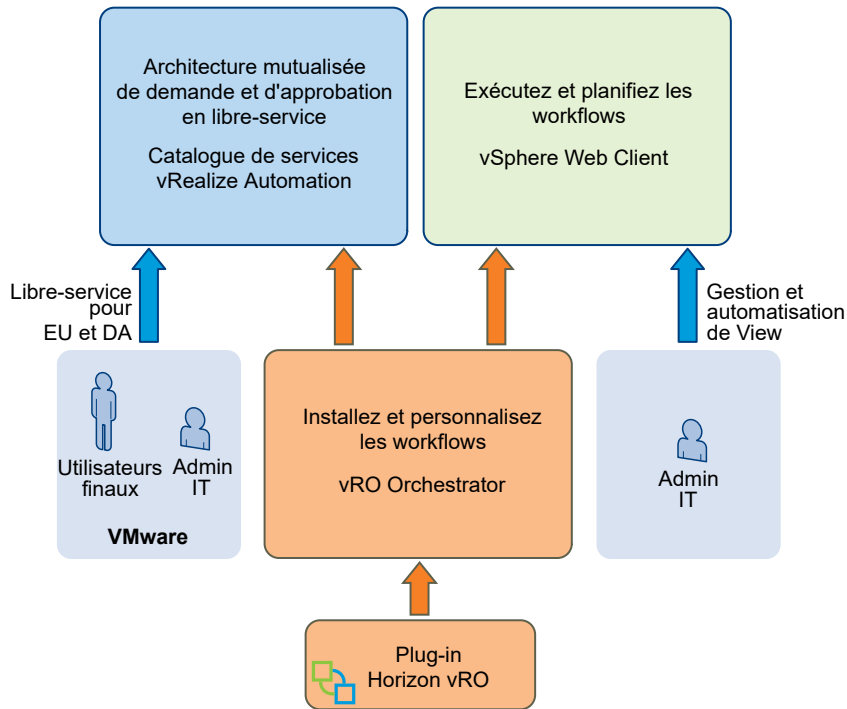 Architecture mutualisée
de demande et d'approbation
en libre-service
Catalogue de services
vRealize Automation
Exécutez et planifiez les
workflows
vSphere Web Client
Libre-service
pour
EU et DA
Gestion et
automatisation
de View
Utilisateurs
finaux
Admin
IT
VMware
Installez et personnalisez
les workflows
vRO Orchestrator
Admin
IT
Plug-in
Horizon vRO